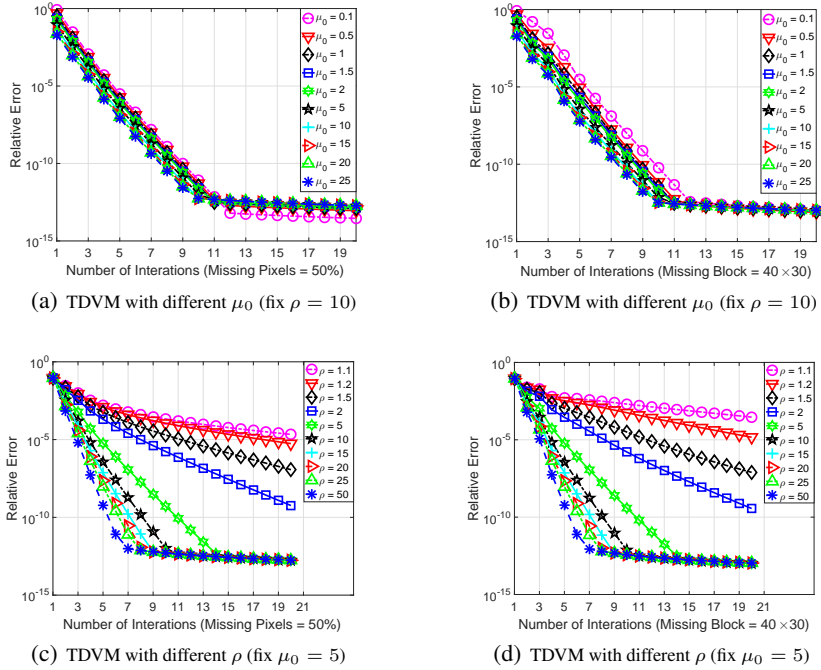 10^0
10^-5
10^-10
10^-15
Relative Error
1 3 5 7 9 11 13 15 17 19
Number of Interations (Missing Pixels = 50%)
μ0 = 0.1
μ0 = 0.5
μ0 = 1
μ0 = 1.5
μ0 = 2
μ0 = 5
μ0 = 10
μ0 = 15
μ0 = 20
μ0 = 25
(a) TDVM with different μ0 (fix ρ = 10)
10^0
10^-5
10^-10
10^-15
Relative Error
1 3 5 7 9 11 13 15 17 19
Number of Interations (Missing Block = 40 ×30)
μ0 = 0.1
μ0 = 0.5
μ0 = 1
μ0 = 1.5
μ0 = 2
μ0 = 5
μ0 = 10
μ0 = 15
μ0 = 20
μ0 = 25
(b) TDVM with different μ0 (fix ρ = 10)
10^0
10^-5
10^-10
10^-15
Relative Error
1 3 5 7 9 11 13 15 17 19 21
Number of Interations (Missing Pixels = 50%)
ρ = 1.1
ρ = 1.2
ρ = 1.5
ρ = 2
ρ = 5
ρ = 10
ρ = 15
ρ = 20
ρ = 25
ρ = 50
(c) TDVM with different ρ (fix μ0 = 5)
10^0
10^-5
10^-10
10^-15
Relative Error
1 3 5 7 9 11 13 15 17 19 21
Number of Interations (Missing Block = 40 ×30)
ρ = 1.1
ρ = 1.2
ρ = 1.5
ρ = 2
ρ = 5
ρ = 10
ρ = 15
ρ = 20
ρ = 25
ρ = 50
(d) TDVM with different ρ (fix μ0 = 5)